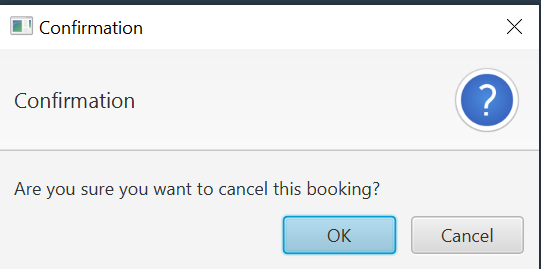 Confirmation
Confirmation
?
Are you sure you want to cancel this booking?
OK Cancel